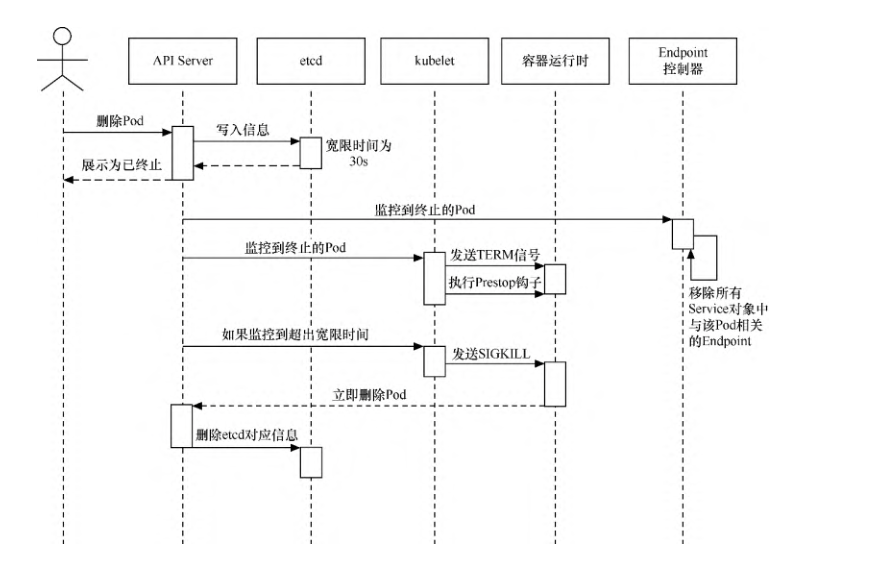 API Server
etcd
kubelet
容器运行时
Endpoint
控制器
删除Pod
写入信息
宽限时间为
30s
展示为已终止
监控到终止的Pod
监控到终止的Pod
发送TERM信号
执行Prestop钩子
移除所有
Service对象中
与该Pod相关
的Endpoint
如果监控到超出宽限时间
发送SIGKILL
立即删除Pod
删除etcd对应信息